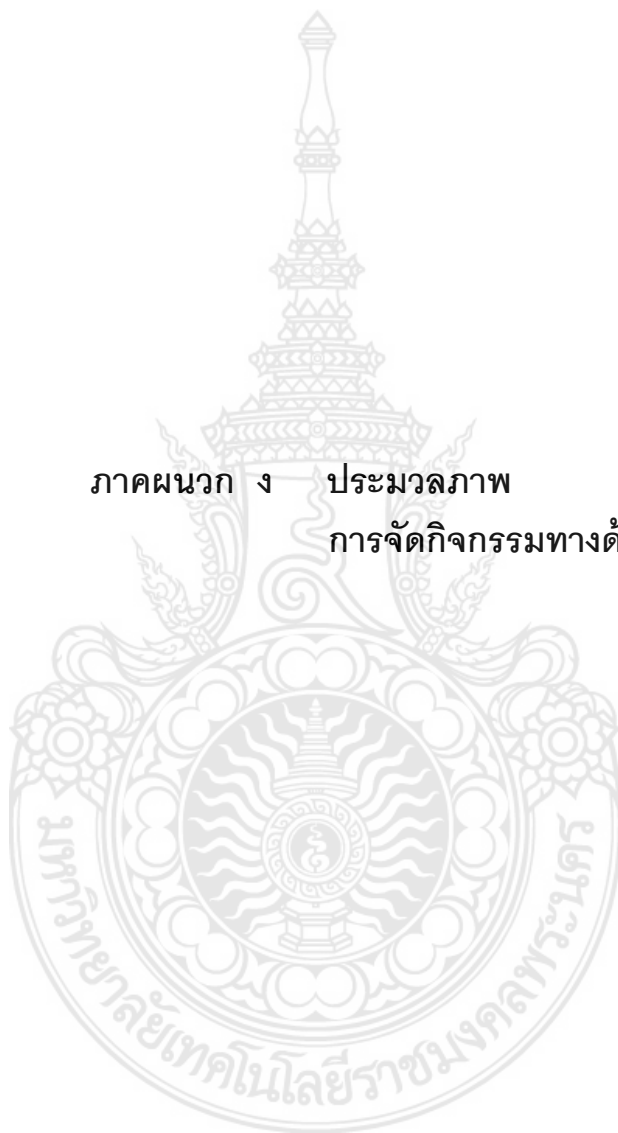 ภาคผนวก ง ประมวลภาพ
การจัดกิจกรรมทางด้
มหาวิทยาลัยเทคโนโลยีราชมงคลพระนคร